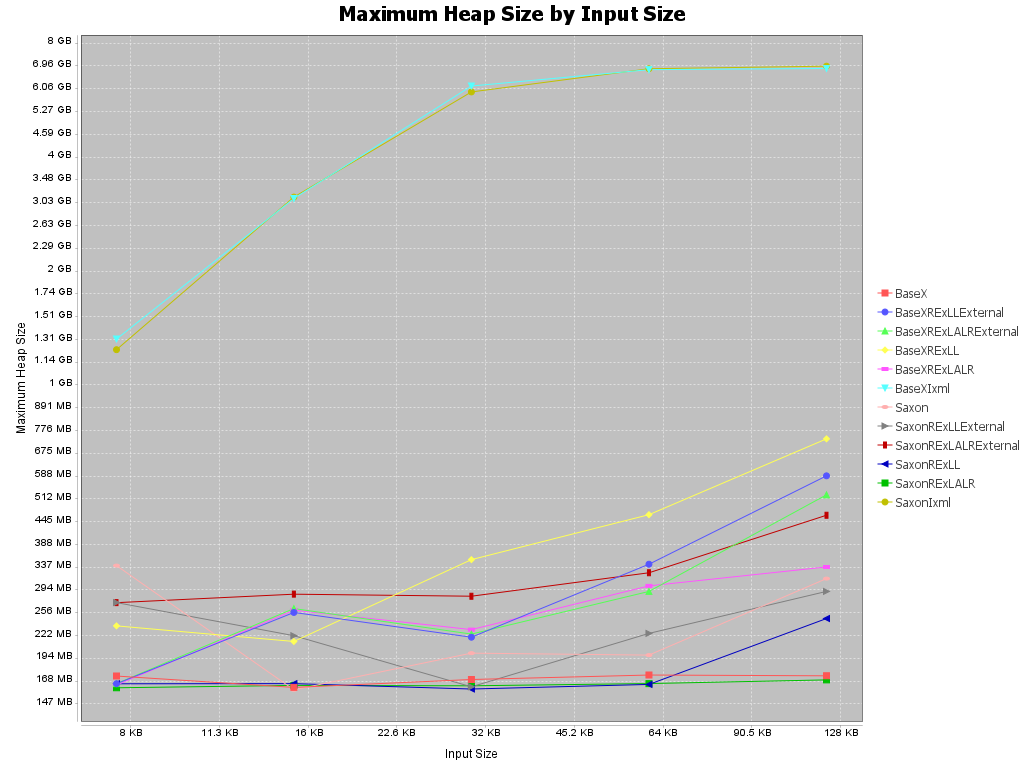 Maximum Heap Size by Input Size
8 GB
6.96 GB
6.06 GB
5.27 GB
4.59 GB
4 GB
3.48 GB
3.03 GB
2.63 GB
2.29 GB
2 GB
1.74 GB
1.51 GB
1.31 GB
1.14 GB
1 GB
891 MB
776 MB
675 MB
588 MB
512 MB
445 MB
388 MB
337 MB
294 MB
256 MB
222 MB
194 MB
168 MB
147 MB
Maximum Heap Size
8 KB
11.3 KB
16 KB
22.6 KB
32 KB
45.2 KB
64 KB
90.5 KB
128 KB
Input Size
BaseX
BaseXRExLLExternal
BaseXRExLALRExternal
BaseXRExLL
BaseXRExLALR
BaseXIxml
Saxon
SaxonRExLLExternal
SaxonRExLALRExternal
SaxonRExLL
SaxonRExLALR
SaxonIxml